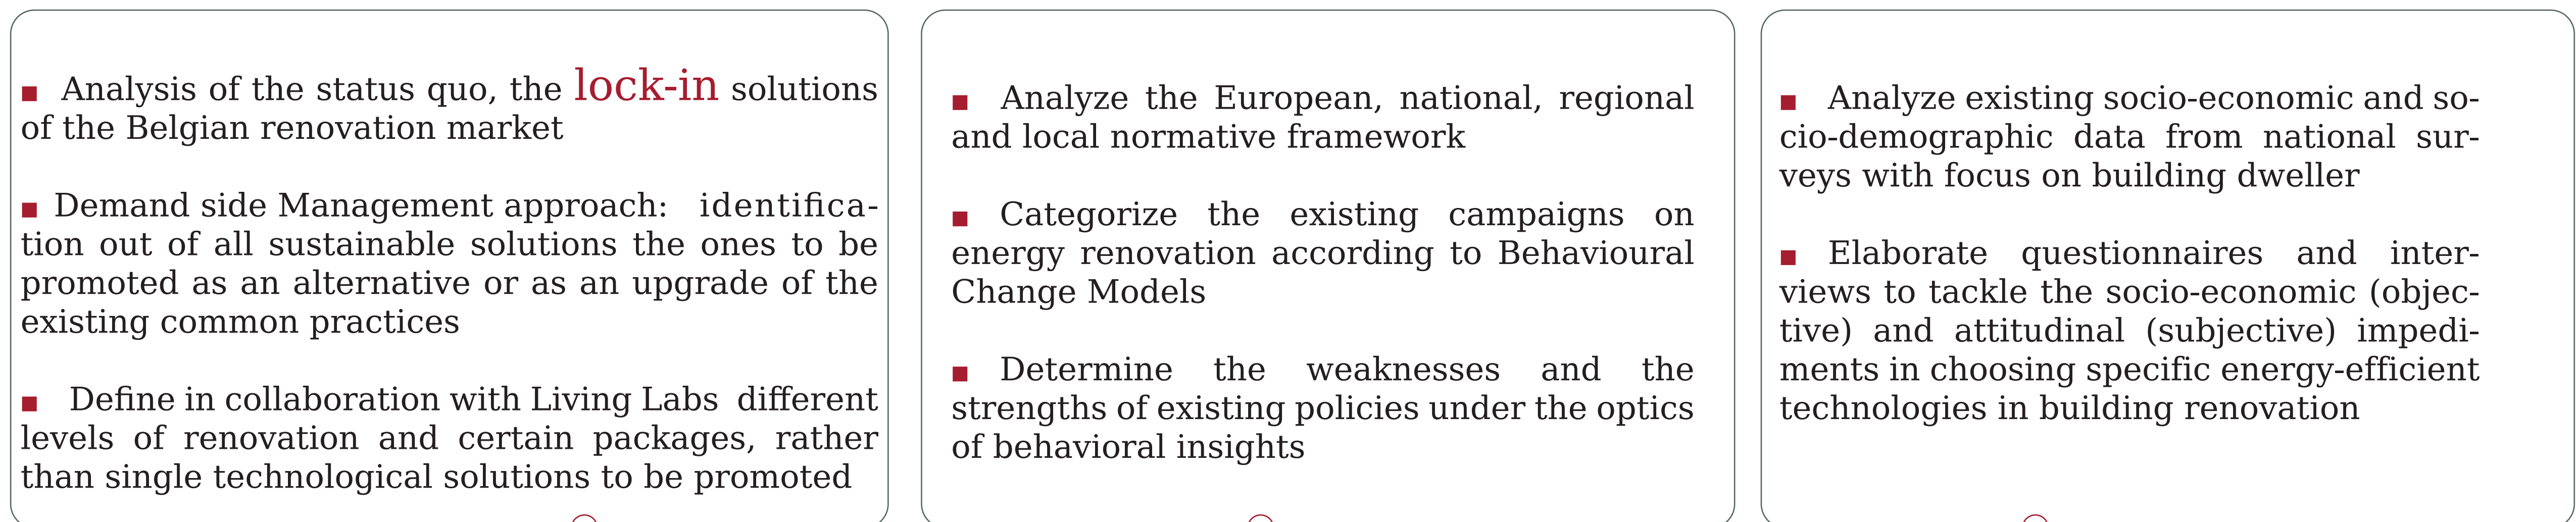 ■ Analysis of the status quo, the lock-in solutions
of the Belgian renovation market
■ Demand side Management approach: identifica-
tion out of all sustainable solutions the ones to be
promoted as an alternative or as an upgrade of the
existing common practices
■ Define in collaboration with Living Labs different
levels of renovation and certain packages, rather
than single technological solutions to be promoted
■ Analyze the European, national, regional
and local normative framework
■ Categorize the existing campaigns on
energy renovation according to Behavioural
Change Models
■ Determine the weaknesses and the
strengths of existing policies under the optics
of behavioral insights
■ Analyze existing socio-economic and so-
cio-demographic data from national sur-
veys with focus on building dweller
■ Elaborate questionnaires and inter-
views to tackle the socio-economic (objec-
tive) and attitudinal (subjective) impedi-
ments in choosing specific energy-efficient
technologies in building renovation